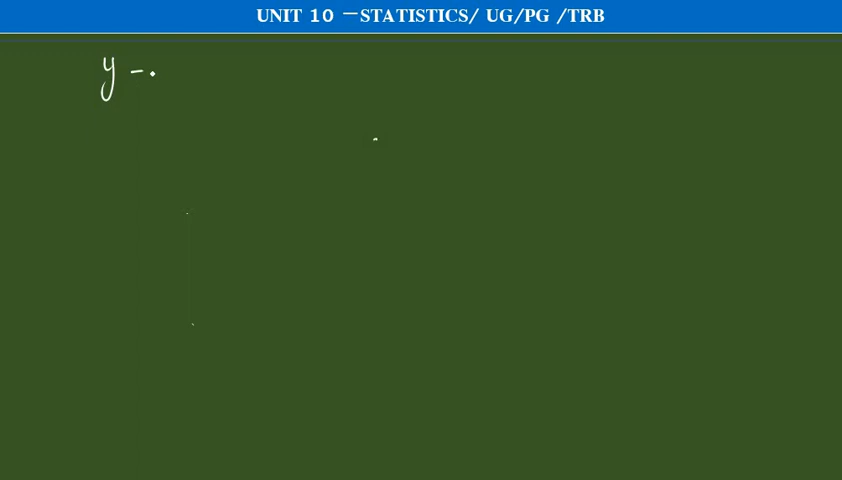 UNIT 10 –STATISTICS/ UG/PG /TRB
y -